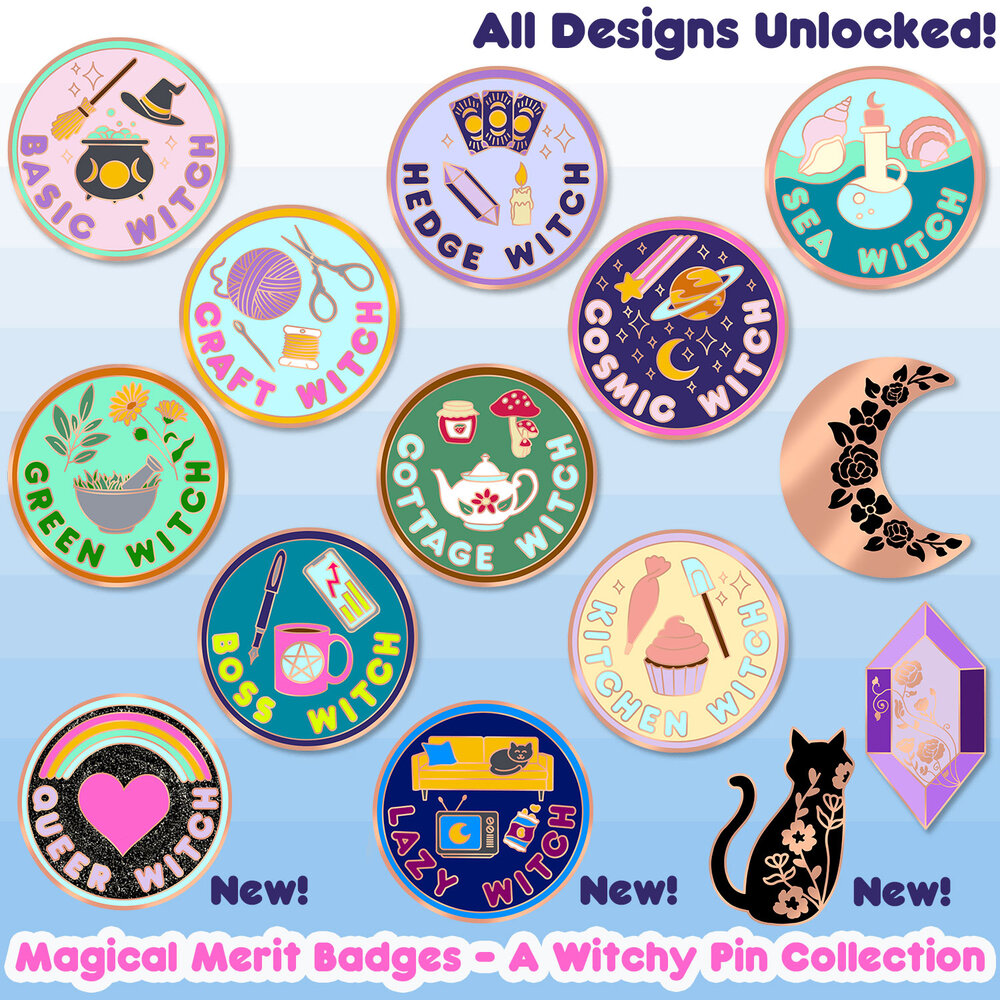 All Designs Unlocked!
BASIC WITCH
HEDGE WITCH
SEA WITCH
CRAFT WITCH
COSMIC WITCH
GREEN WITCH
COTTAGE WITCH
BOSS WITCH
KITCHEN WITCH
QUEER WITCH
LAZY WITCH
New!
New!
New!
Magical Merit Badges - A Witchy Pin Collection